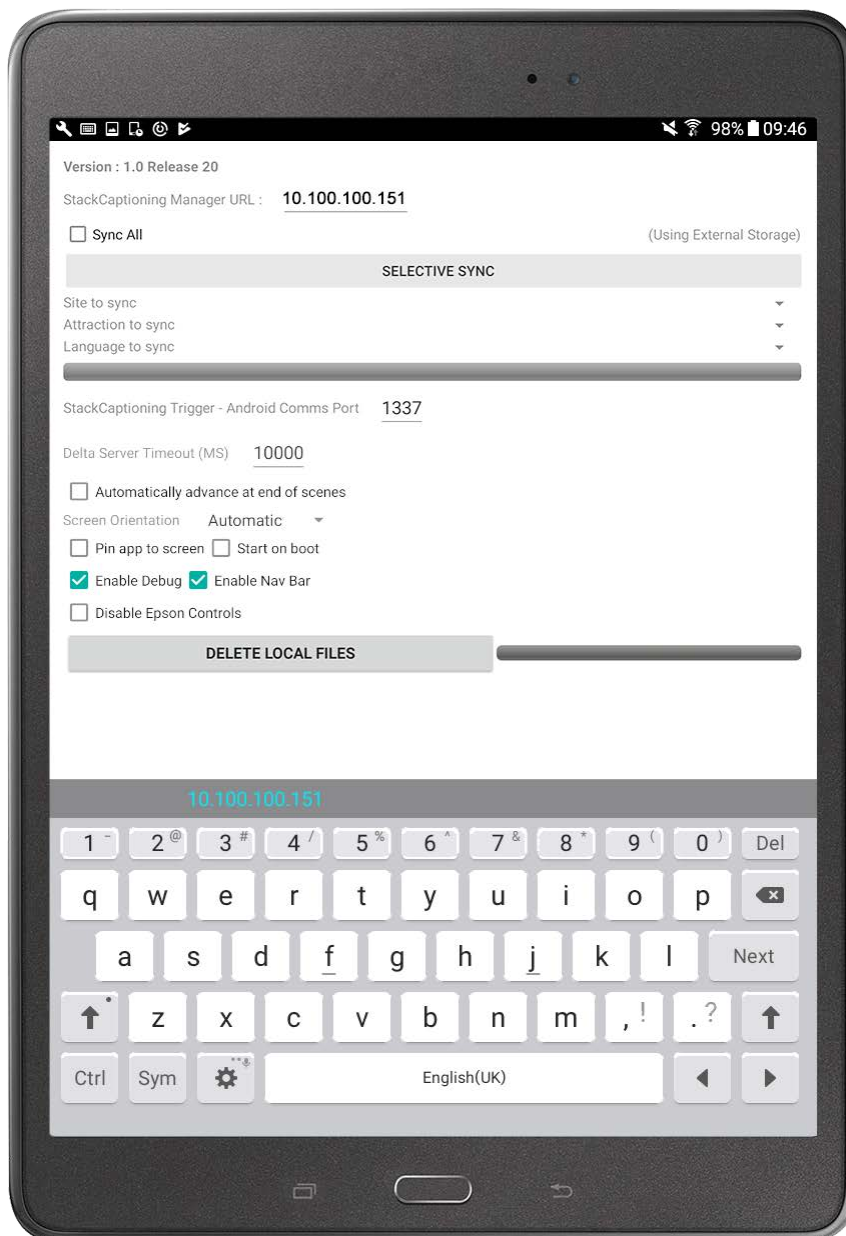 98% 09:46
Version : 1.0 Release 20
StackCaptioning Manager URL : 10.100.100.151
Sync All (Using External Storage)
SELECTIVE SYNC
Site to sync
Attraction to sync
Language to sync
StackCaptioning Trigger - Android Comms Port 1337
Delta Server Timeout (MS) 10000
Automatically advance at end of scenes
Screen Orientation Automatic
Pin app to screen Start on boot
Enable Debug Enable Nav Bar
Disable Epson Controls
DELETE LOCAL FILES
10.100.100.151
1 - 2 @ 3 # 4 / 5 % 6 ^ 7 & 8 * 9 ( 0 ) Del
q w e r t y u i o p
a s d f g h j k l Next
z x c v b n m , ! . ?
Ctrl Sym English(UK)